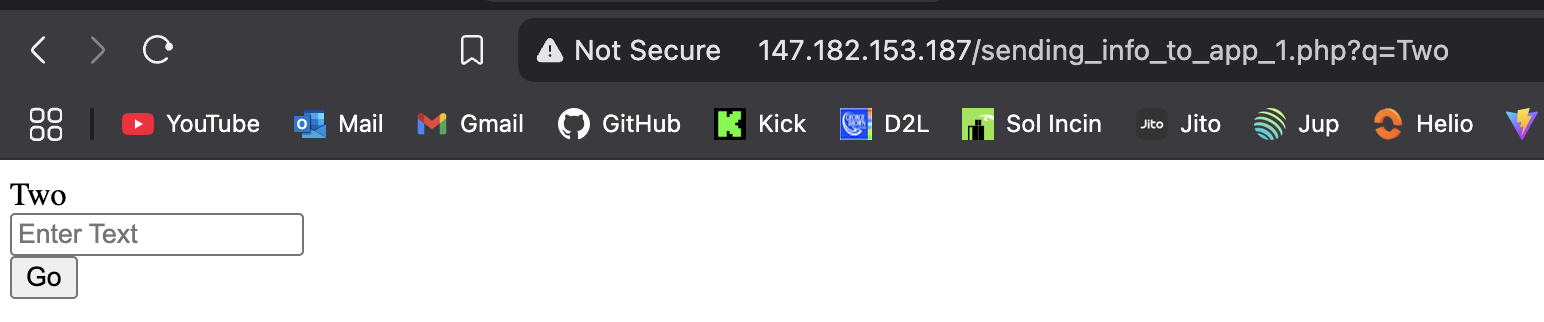 Not Secure 147.182.153.187/sending_info_to_app_1.php?q=Two
YouTube Mail Gmail GitHub Kick D2L Sol Incin Jito Jito Jup Helio
Two
Enter Text
Go